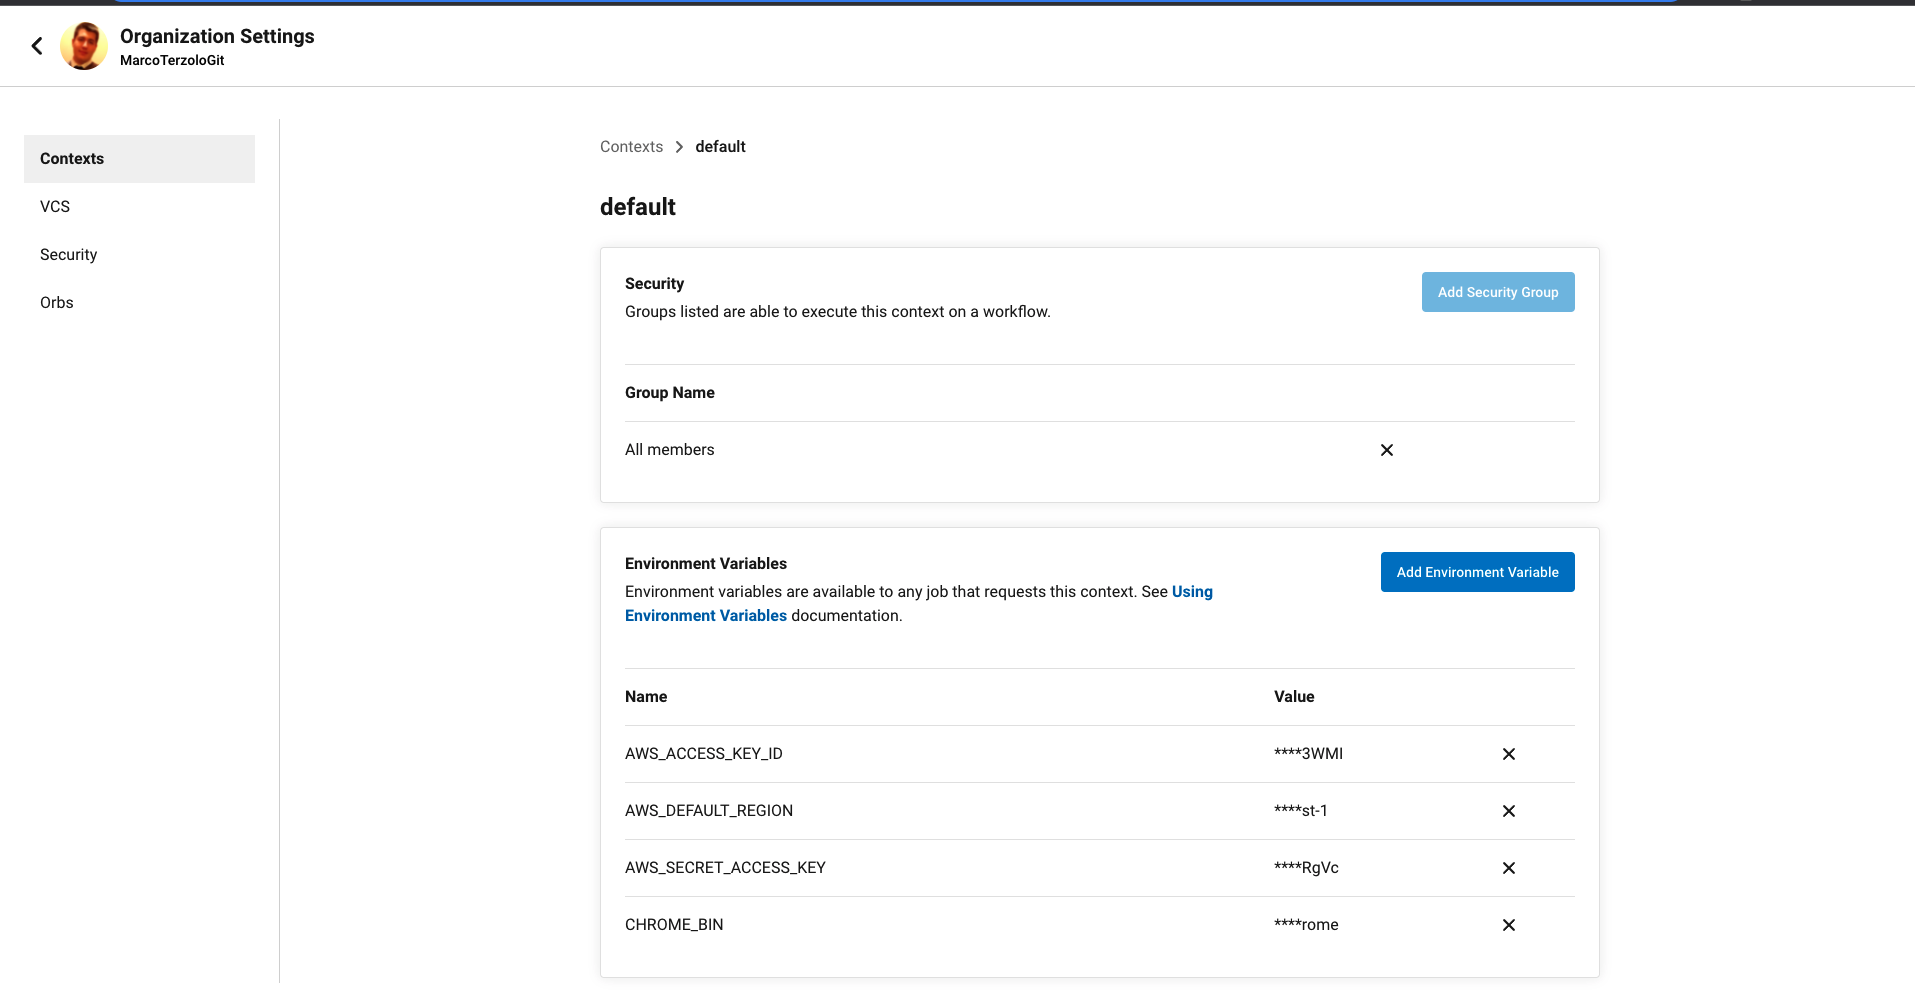 Organization Settings
MarcoTerzoloGit
Contexts
VCS
Security
Orbs
Contexts default
default
Security
Add Security Group
Groups listed are able to execute this context on a workflow.
Group Name
All members
Environment Variables
Add Environment Variable
Environment variables are available to any job that requests this context. See Using
Environment Variables documentation.
Name Value
AWS_ACCESS_KEY_ID ****3WMI
AWS_DEFAULT_REGION ****st-1
AWS_SECRET_ACCESS_KEY ****RgVc
CHROME_BIN ****rome